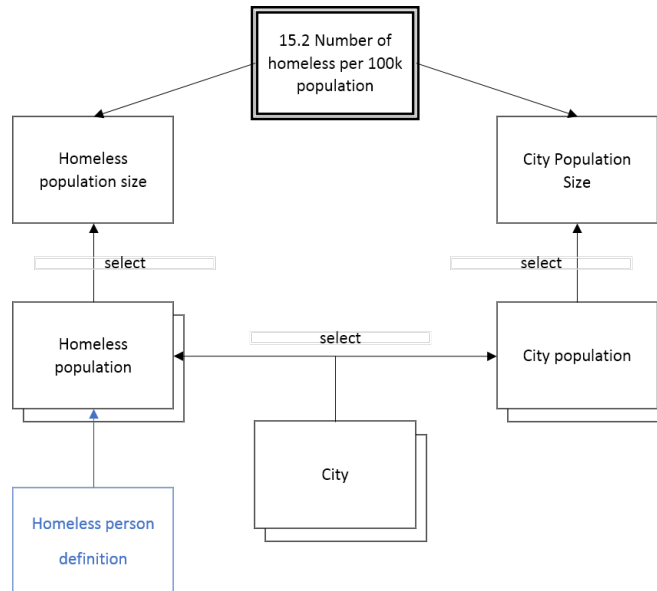 15.2 Number of
homeless per 100k
population
Homeless
population size
City Population
Size
select
select
Homeless
population
select
City population
City
Homeless person
definition